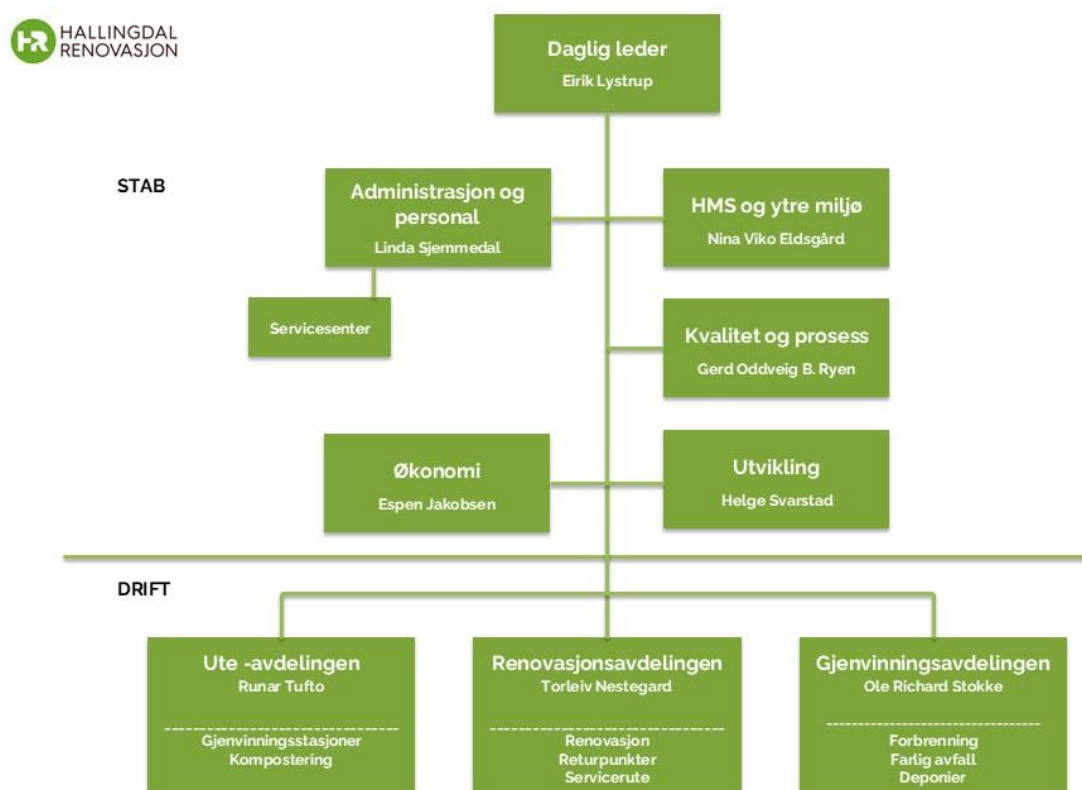 HR HALLINGDAL
RENOVASJON
Daglig leder
Eirik Lystrup
STAB
Administrasjon og
personal
Linda Sjemmedal
HMS og ytre miljø
Nina Viko Eldsgård
Servicesenter
Kvalitet og prosess
Gerd Oddveig B. Ryen
Økonomi
Espen Jakobsen
Utvikling
Helge Svarstad
DRIFT
Ute -avdelingen
Runar Tufto
Gjenvinningsstasjoner
Kompostering
Renovasjonsavdelingen
Torleiv Nestegard
Renovasjon
Returpunkter
Servicerute
Gjenvinningsavdelingen
Ole Richard Stokke
Forbrenning
Farlig avfall
Deponier